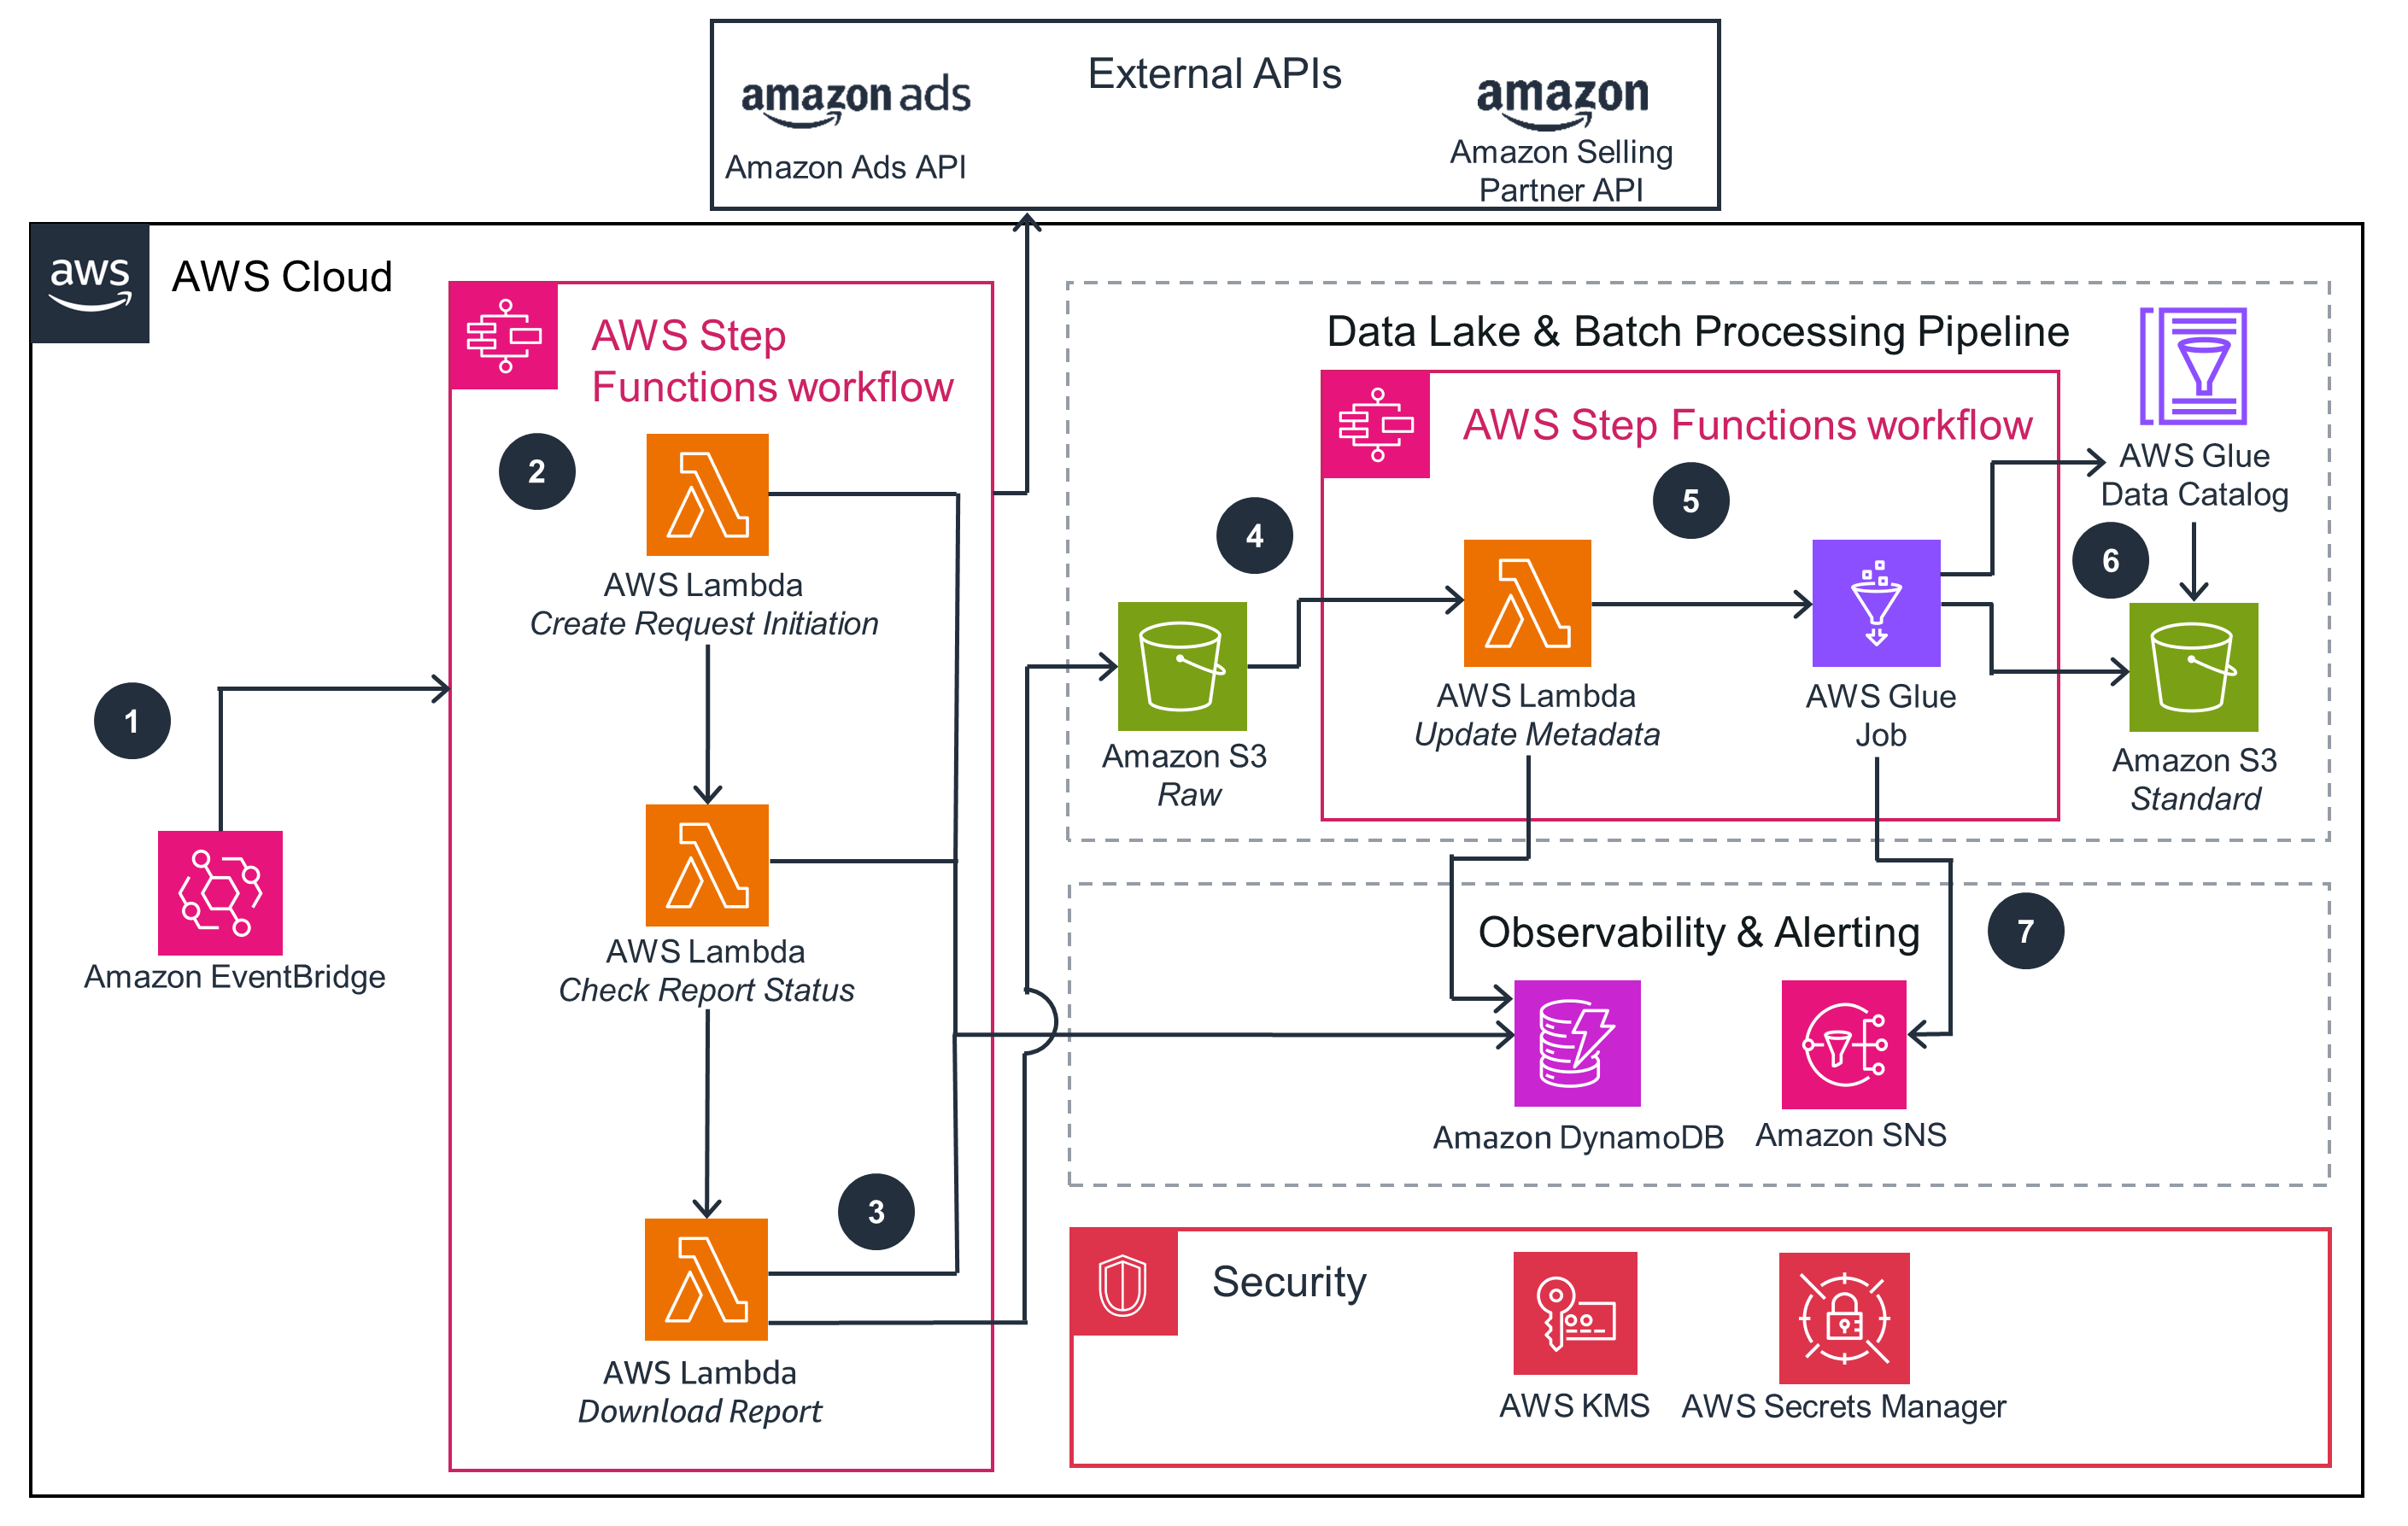 External APIs
amazon ads
Amazon Ads API
amazon
Amazon Selling
Partner API
aws
AWS Cloud
AWS Step
Functions workflow
2
AWS Lambda
Create Request Initiation
1
Amazon EventBridge
AWS Lambda
Check Report Status
3
AWS Lambda
Download Report
Data Lake & Batch Processing Pipeline
AWS Step Functions workflow
4
5
AWS Glue
Data Catalog
6
Amazon S3
Raw
AWS Lambda
Update Metadata
AWS Glue
Job
Amazon S3
Standard
Observability & Alerting
7
Amazon DynamoDB
Amazon SNS
Security
AWS KMS
AWS Secrets Manager